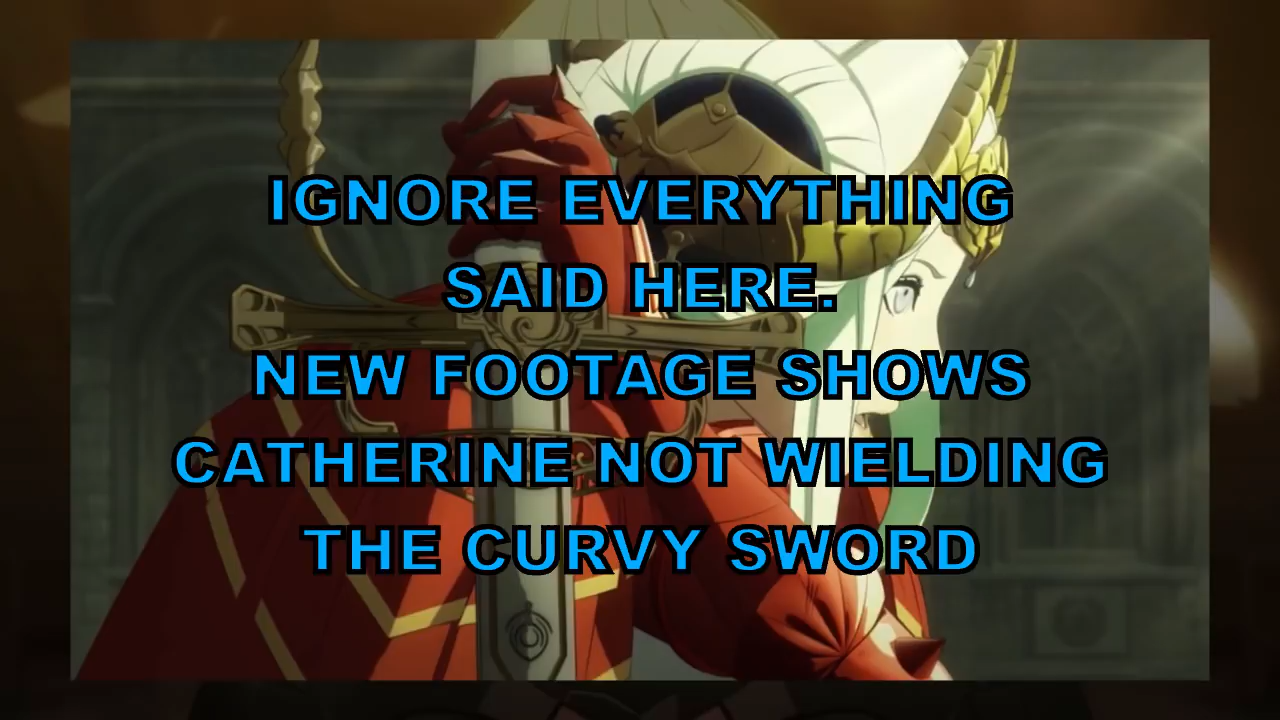 IGNORE EVERYTHING
SAID HERE.
NEW FOOTAGE SHOWS
CATHERINE NOT WIELDING
THE CURVY SWORD